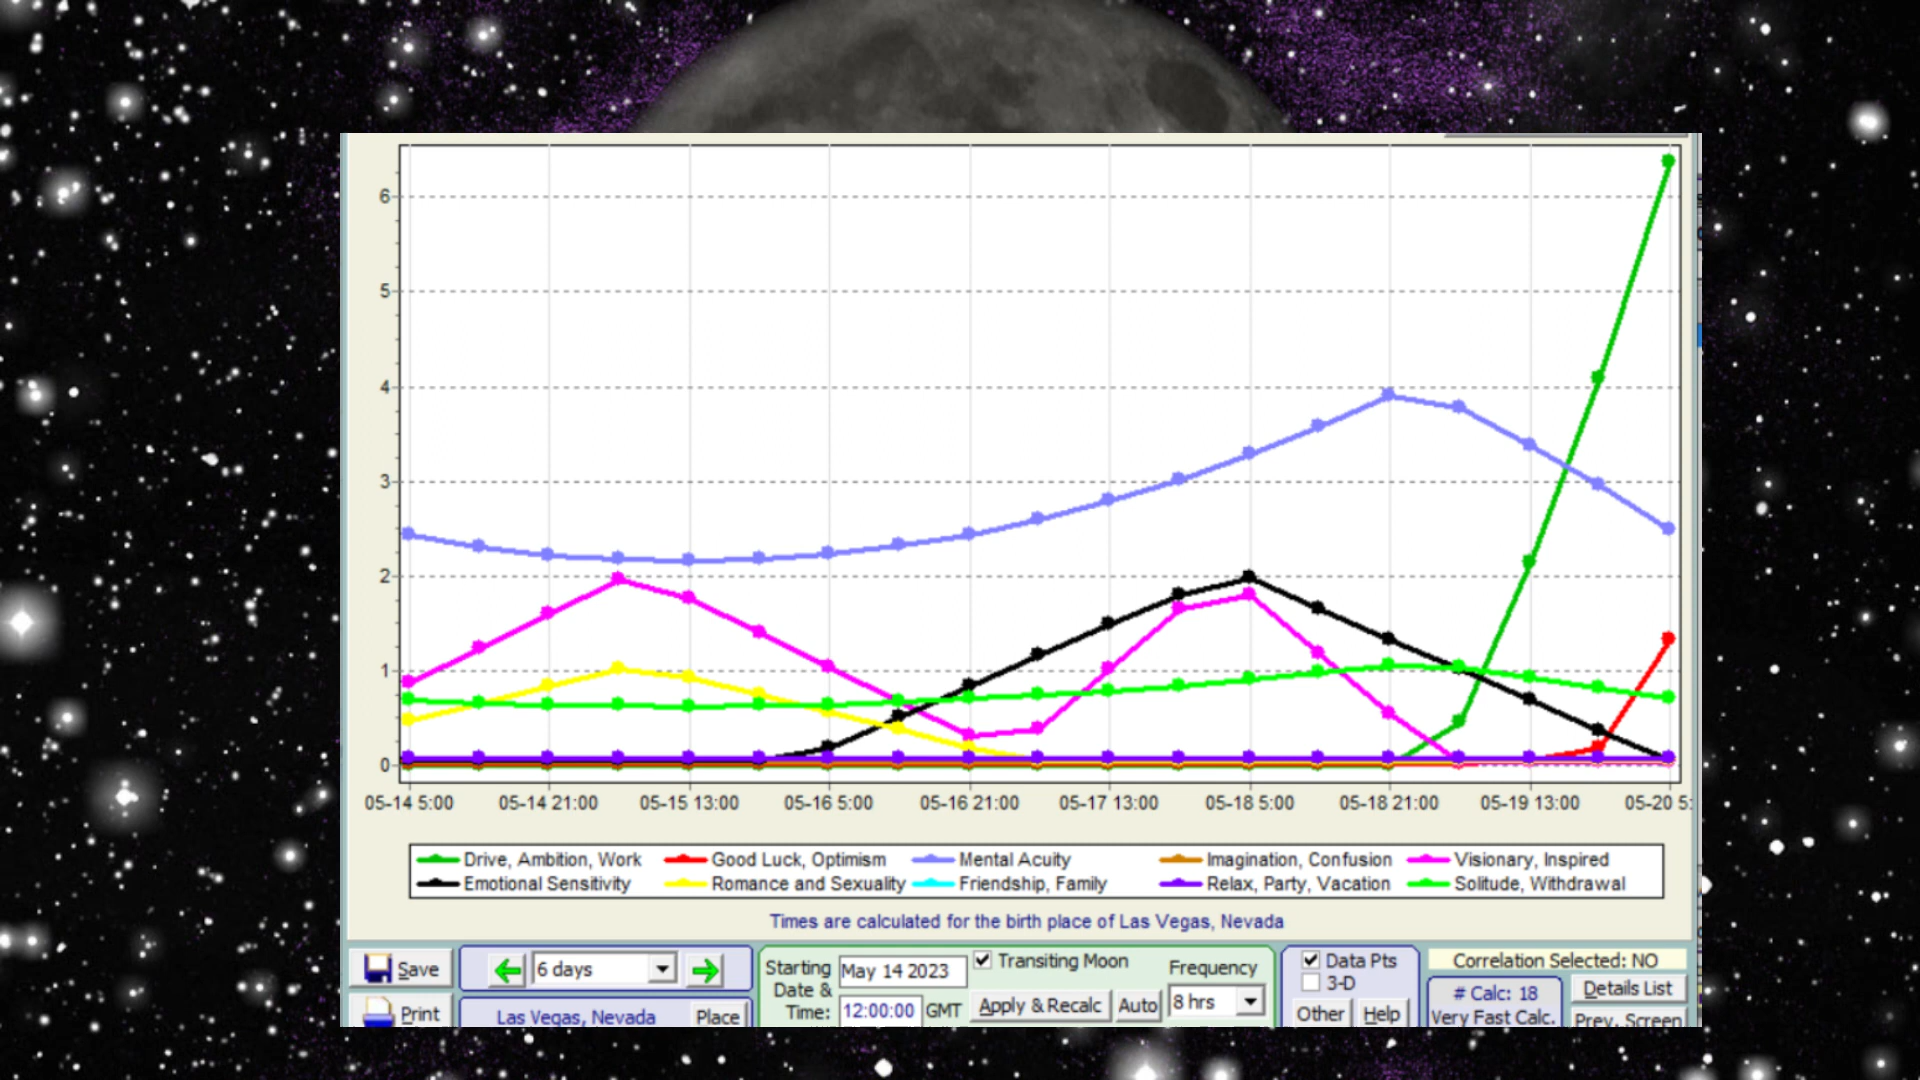 6
5
4
3
2
1
0
05-14 5:00 05-14 21:00 05-15 13:00 05-16 5:00 05-16 21:00 05-17 13:00 05-18 5:00 05-18 21:00 05-19 13:00 05-20 5:
Drive, Ambition, Work Good Luck, Optimism Mental Acuity Imagination, Confusion Visionary, Inspired
Emotional Sensitivity Romance and Sexuality Friendship, Family Relax, Party, Vacation Solitude, Withdrawal
Times are calculated for the birth place of Las Vegas, Nevada
Save
Print
6 days
Las Vegas, Nevada Place
Starting
Date &
Time:
May 14 2023
12:00:00 GMT
Transiting Moon
Apply & Recalc Auto
Frequency
8 hrs
Data Pts
3-D
Other Help
Correlation Selected: NO
# Calc: 18
Very Fast Calc.
Details List
Prev. Screen